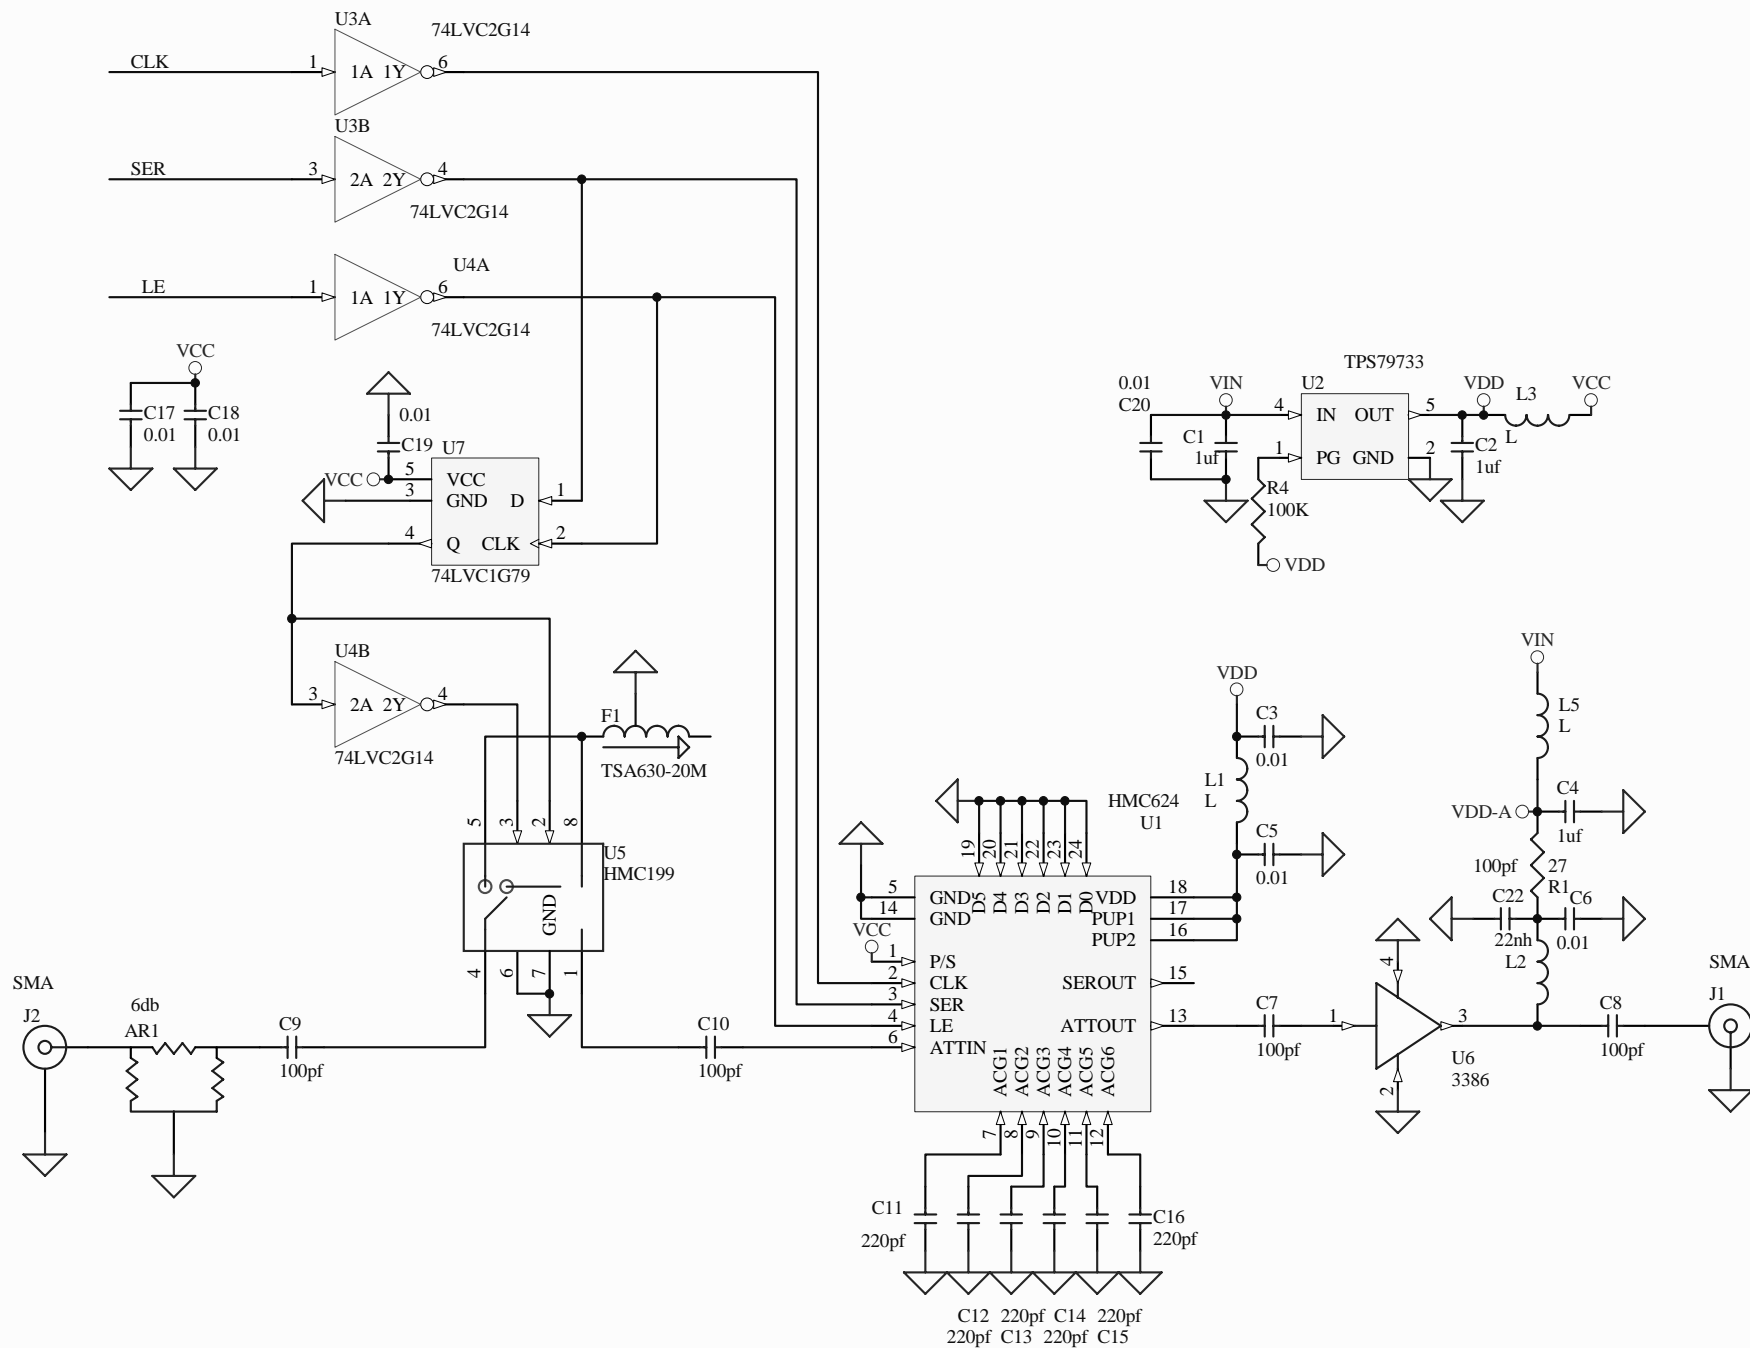 U3A
74LVC2G14
CLK
1
1A 1Y
6
U3B
SER
3
2A 2Y
4
74LVC2G14
U4A
LE
1
1A 1Y
6
74LVC2G14
VCC
C17
0.01
C18
0.01
0.01
C19
U7
VCC
5
VCC
3
GND
D
1
4
Q
CLK
2
74LVC1G79
U4B
3
2A 2Y
4
74LVC2G14
F1
TSA630-20M
5
3
2
8
U5
HMC199
GND
4
6
7
1
SMA
J2
6db
AR1
C9
100pf
C10
100pf
TPS79733
0.01
C20
VIN
U2
VDD
L3
VCC
4
IN
OUT
5
L
C1
1uf
1
PG
GND
2
C2
1uf
R4
100K
VDD
VDD
C3
0.01
L1
L
C5
0.01
HMC624
U1
19
20
21
22
23
24
D5
D4
D3
D2
D1
D0
5
GND
VDD
18
14
GND
PUP1
17
VCC
PUP2
16
1
P/S
2
CLK
SEROUT
15
3
SER
4
LE
ATTOUT
13
6
ATTIN
ACG1
ACG2
ACG3
ACG4
ACG5
ACG6
7
8
9
10
11
12
C11
220pf
C16
220pf
C12
220pf
C14
220pf
220pf
C13
220pf
C15
C7
100pf
VIN
L5
L
C4
VDD-A
1uf
100pf
27
R1
C22
C6
22nh
0.01
L2
4
1
3
2
U6
3386
C8
100pf
SMA
J1